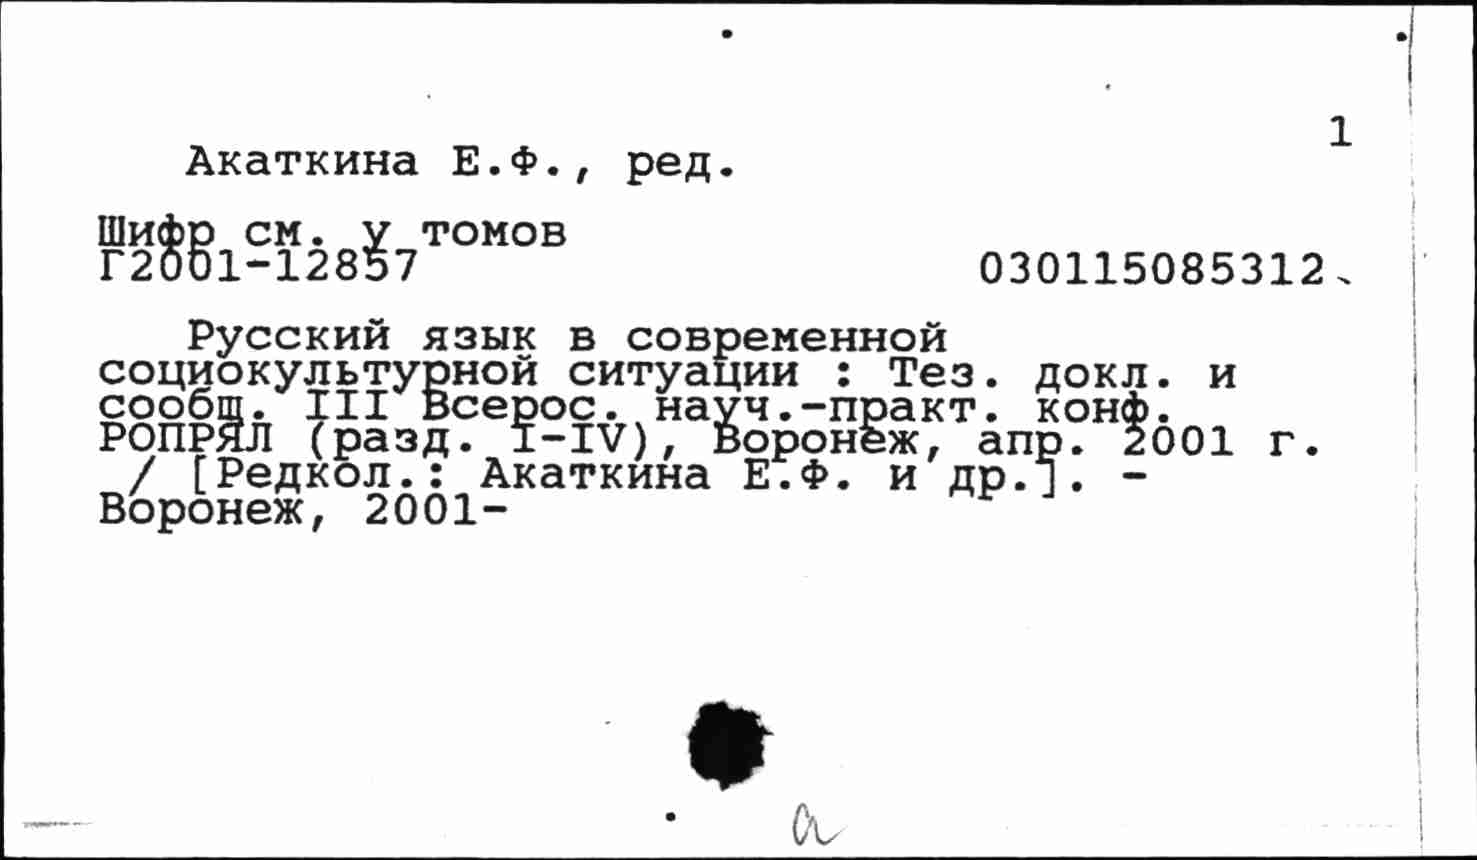 1
Акаткина Е.Ф., ред.
Шифр см. у томов
Г2001-12857 030115085312
Русский язык в современной
социокультурной ситуации : Тез. докл. и
сообщ. III Всерос. науч.-практ. конф.
РОПРЯЛ (разд. I-IV), Воронеж, апр. 2001 г.
/ [Редкол.: Акаткина Е.Ф. и др.]. -
Воронеж, 2001-
а